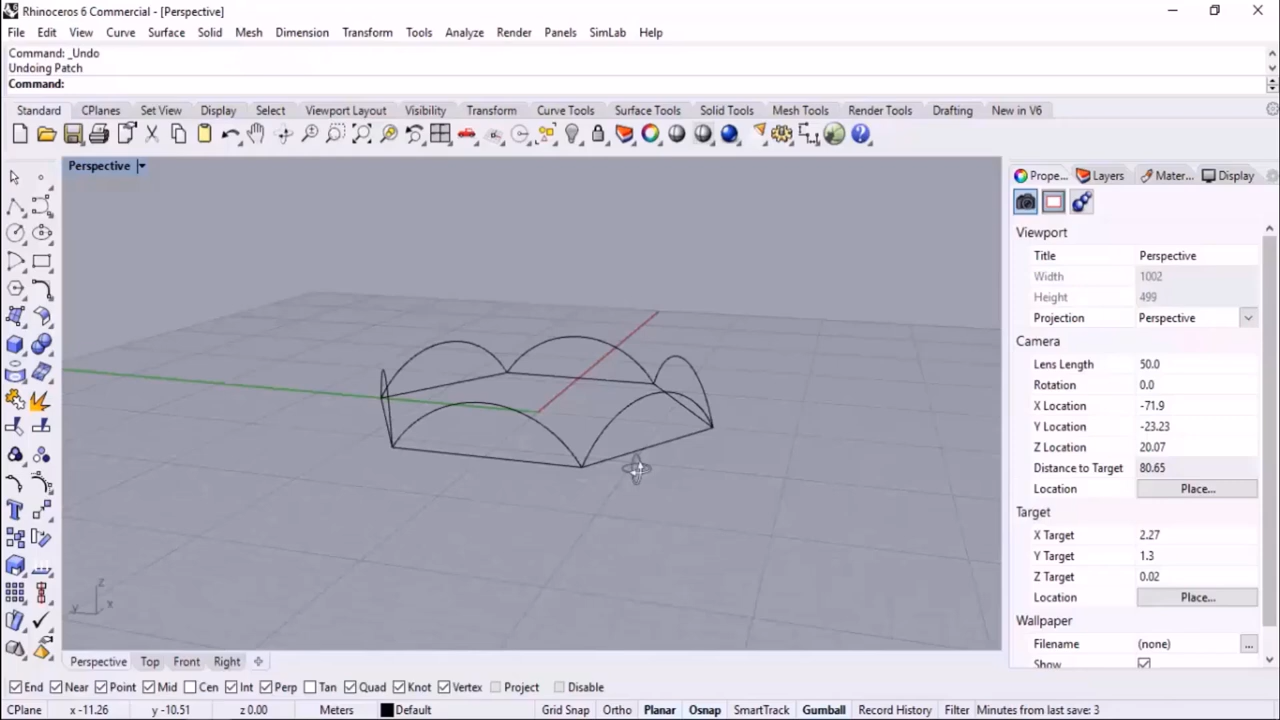 Rhinoceros 6 Commercial - [Perspective]
File Edit View Curve Surface Solid Mesh Dimension Transform Tools Analyze Render Panels SimLab Help
Command: _Undo
Undoing Patch
Command:
Standard CPlanes Set View Display Select Viewport Layout Visibility Transform Curve Tools Surface Tools Solid Tools Mesh Tools Render Tools Drafting New in V6
Perspective
Prope... Layers Mater... Display
Viewport
Title Perspective
Width 1002
Height 499
Projection Perspective
Camera
Lens Length 50.0
Rotation 0.0
X Location -71.9
Y Location -23.23
Z Location 20.07
Distance to Target 80.65
Location Place...
Target
X Target 2.27
Y Target 1.3
Z Target 0.02
Location Place...
Wallpaper
Filename (none) ...
Show
z
y x
Perspective Top Front Right
End Near Point Mid Cen Int Perp Tan Quad Knot Vertex Project Disable
CPlane x -11.26 y -10.51 z 0.00 Meters Default Grid Snap Ortho Planar Osnap SmartTrack Gumball Record History Filter Minutes from last save: 3